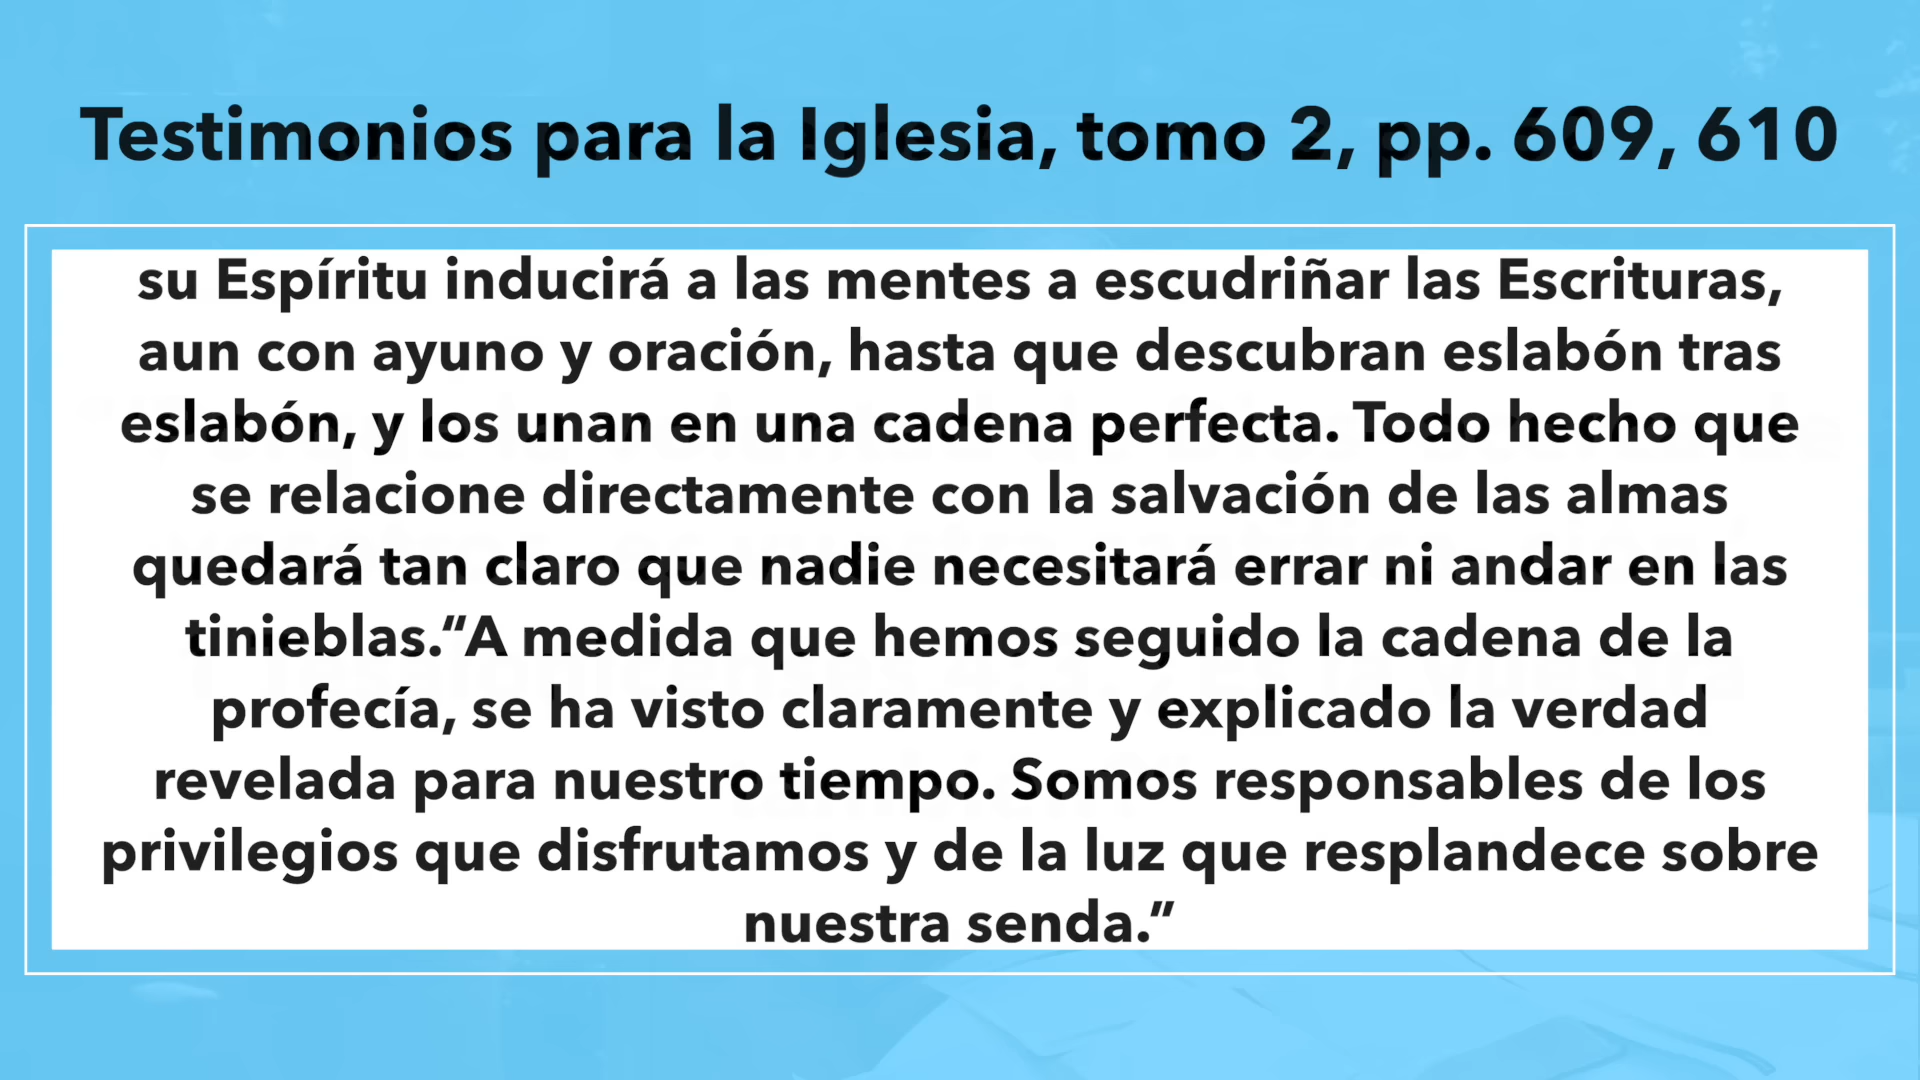 Testimonios para la Iglesia, tomo 2, pp. 609, 610
su Espíritu inducirá a las mentes a escudriñar las Escrituras,
aun con ayuno y oración, hasta que descubran eslabón tras
eslabón, y los unan en una cadena perfecta. Todo hecho que
se relacione directamente con la salvación de las almas
quedará tan claro que nadie necesitará errar ni andar en las
tinieblas.“A medida que hemos seguido la cadena de la
profecía, se ha visto claramente y explicado la verdad
revelada para nuestro tiempo. Somos responsables de los
privilegios que disfrutamos y de la luz que resplandece sobre
nuestra senda.”